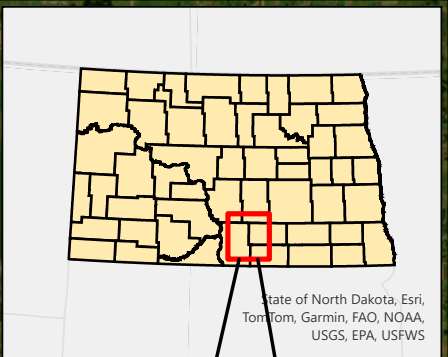 State of North Dakota, Esri,
TomTom, Garmin, FAO, NOAA,
USGS, EPA, USFWS